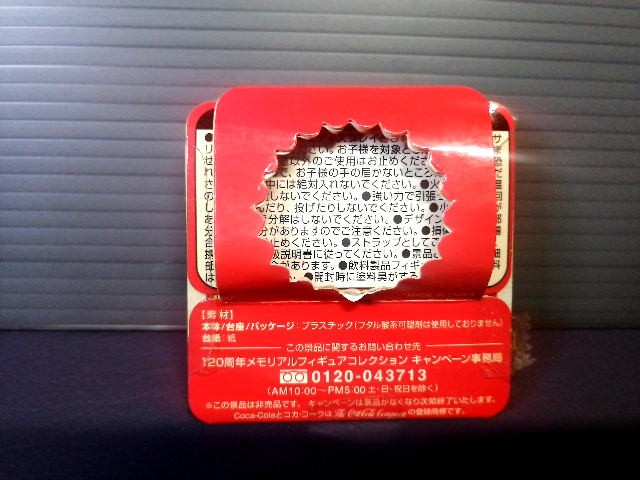 さい。お子様を対象とし
以外のご使用はお止めくださ
で、お子様の手の届かないところ
中には絶対入れないでください。●火
●強い力で引張
だり、投げたりしないでください。●
分解はしないでください。●デザイン
分がありますのでご注意ください。●損
止めください。●ストラップとしてご
扱説明書に従ってください。●景品
があります。●飲料製品フィギ
●開封時に塗料臭がする
MADE IN CHINA
【素材】
本体/台座/パッケージ：プラスチック(フタル酸系可塑剤は使用しておりません)
台紙：紙
この景品に関するお問い合わせ先
120周年メモリアルフィギュアコレクション キャンペーン事務局
0120-043713
(AM10:00〜PM5:00 土・日・祝日を除く)
※この景品は非売品です。キャンペーンは景品がなくなり次第終了いたします。
Coca-Colaとコカ・コーラはThe Coca-Cola Companyの登録商標です。